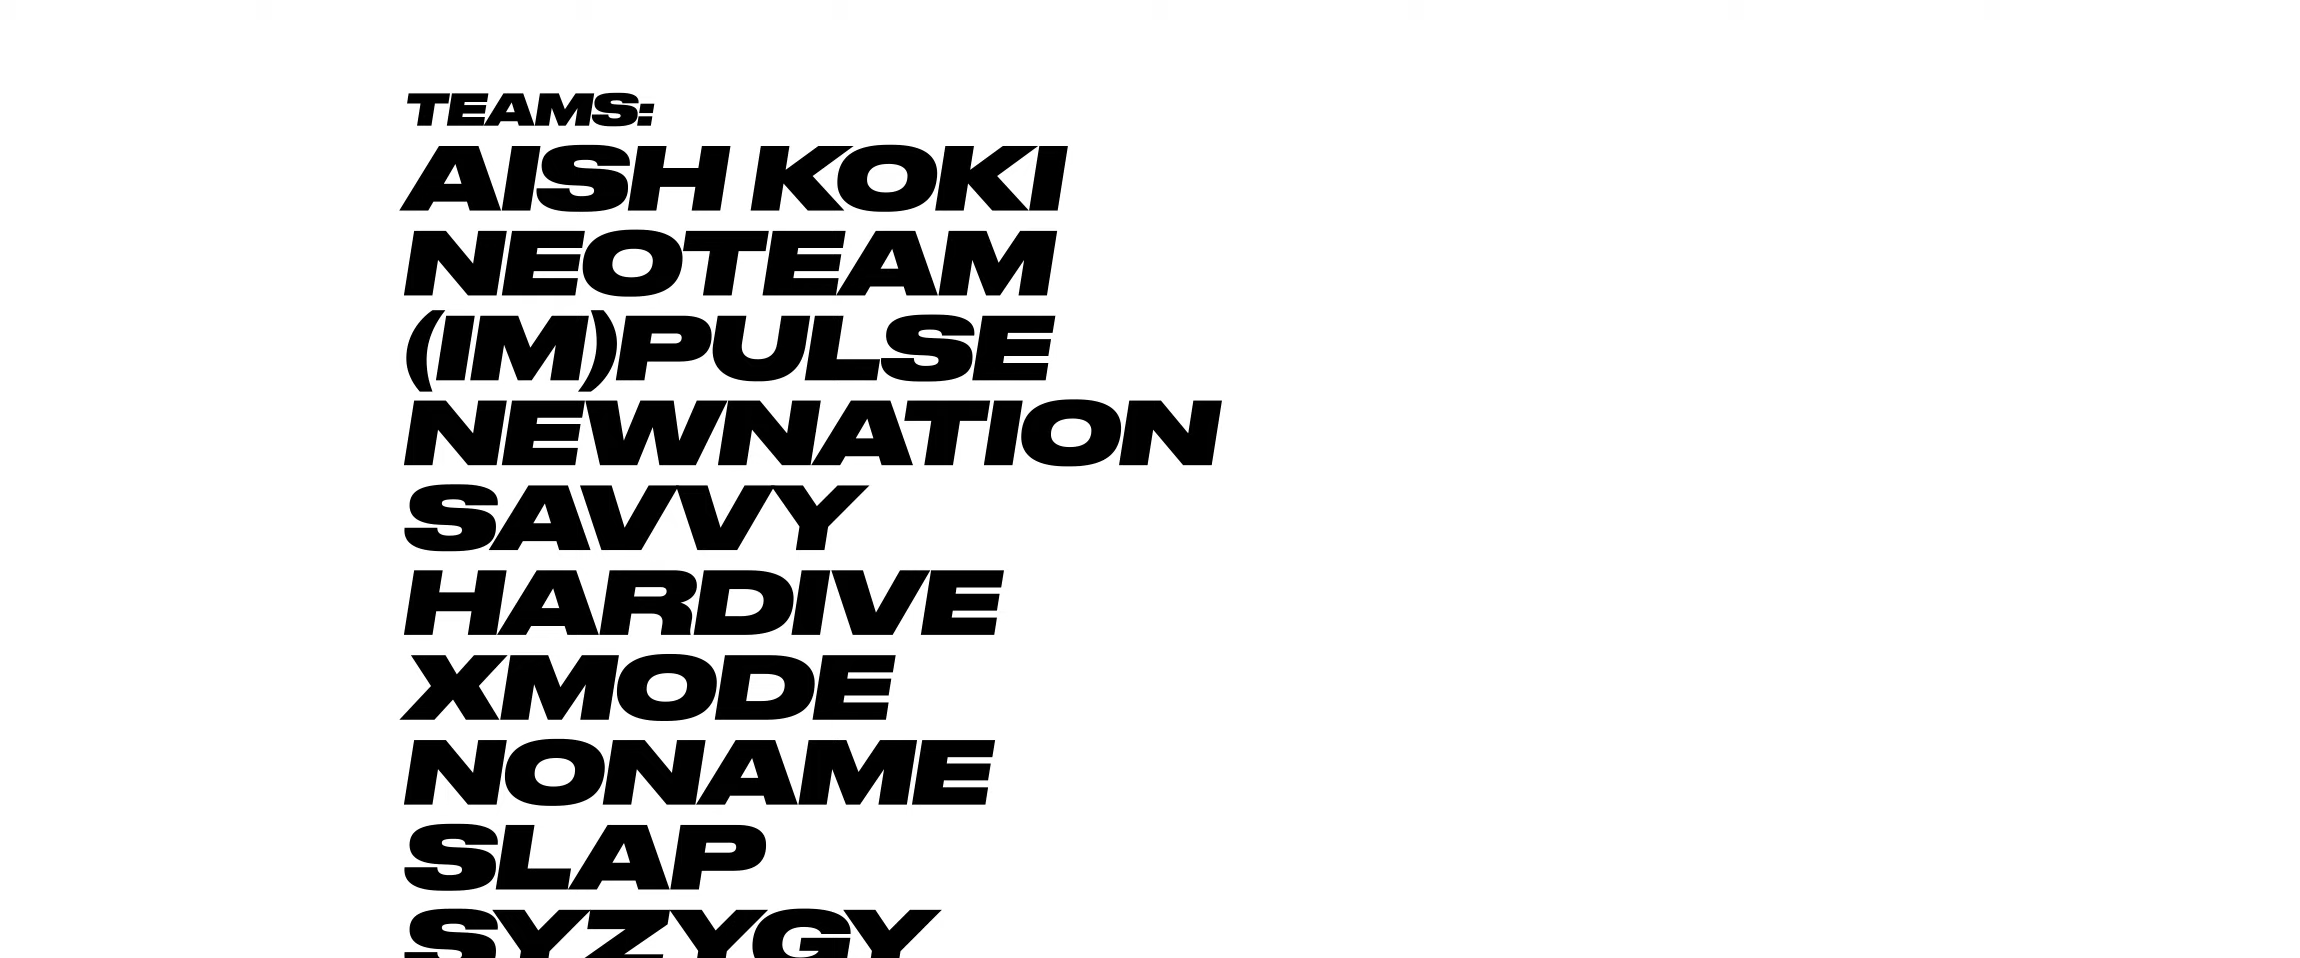 TEAMS:
AISH KOKI
NEOTEAM
(IM)PULSE
NEWNATION
SAVVY
HARDIVE
XMODE
NONAME
SLAP
SYZYGY